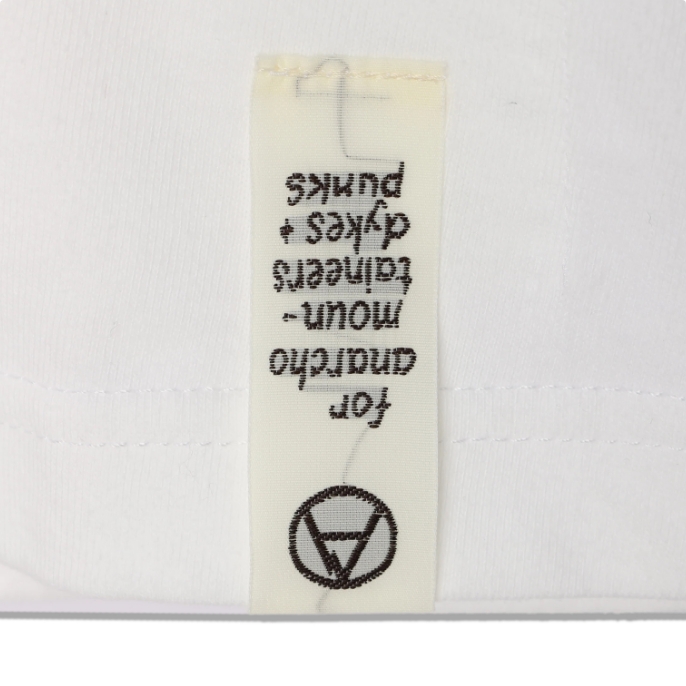 for
anarcho
moun-
taineers
dykes +
punks